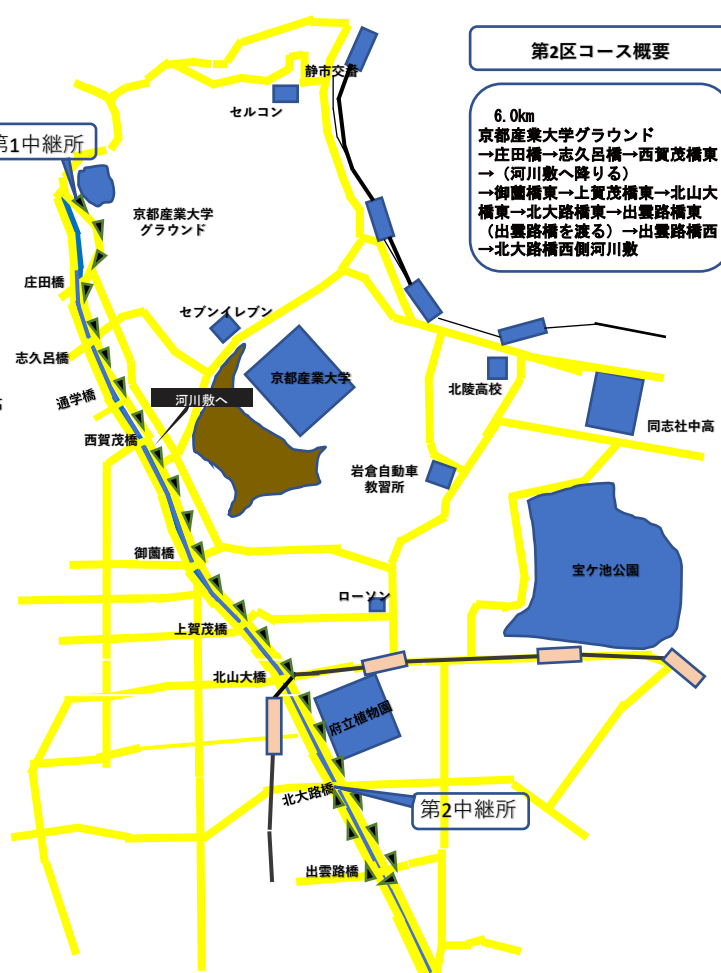 第2区コース概要
6.0km
京都産業大学グラウンド
→庄田橋→志久呂橋→西賀茂橋東
→（河川敷へ降りる）
→御薗橋東→上賀茂橋東→北山大
橋東→北大路橋東→出雲路橋東
（出雲路橋を渡る）→出雲路橋西
→北大路橋西側河川敷
静市交番
セルコン
第1中継所
京都産業大学
グラウンド
庄田橋
セブンイレブン
志久呂橋
京都産業大学
北陵高校
通学橋
河川敷へ
同志社中高
西賀茂橋
岩倉自動車
教習所
御薗橋
宝ケ池公園
ローソン
上賀茂橋
北山大橋
府立植物園
北大路橋
第2中継所
出雲路橋